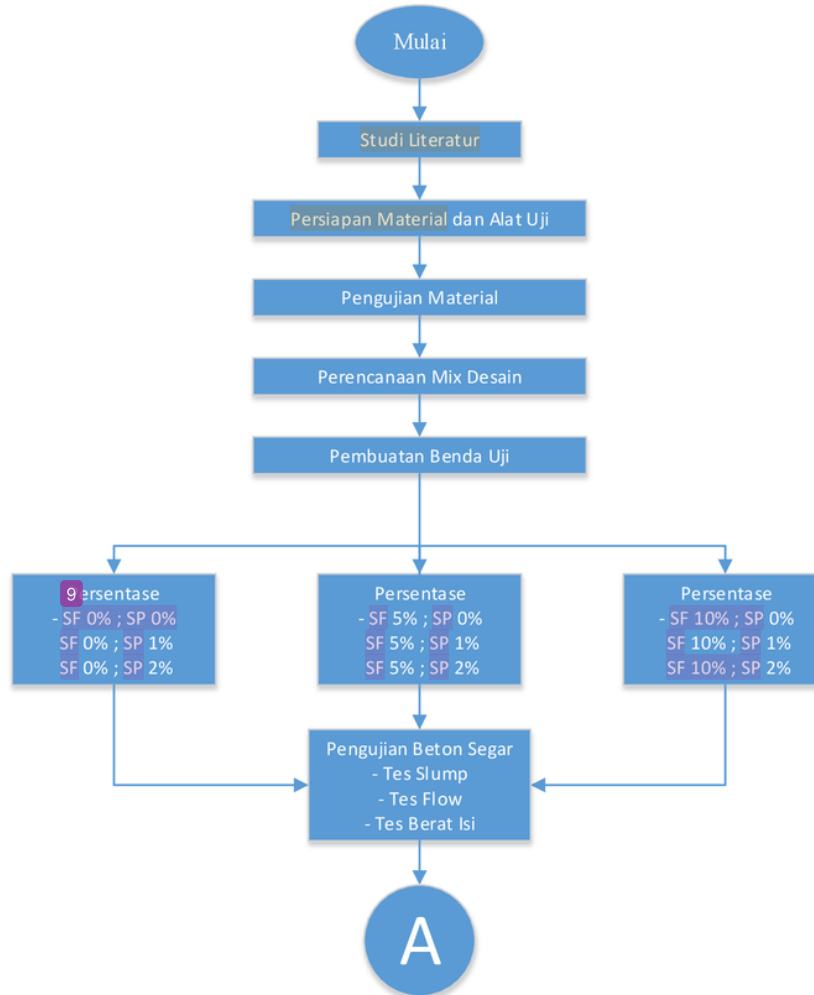 Mulai
Studi Literatur
Persiapan Material dan Alat Uji
Pengujian Material
Perencanaan Mix Desain
Pembuatan Benda Uji
9ersentase
- SF 0% ; SP 0%
SF 0% ; SP 1%
SF 0% ; SP 2%
Persentase
- SF 5% ; SP 0%
SF 5% ; SP 1%
SF 5% ; SP 2%
Persentase
- SF 10% ; SP 0%
SF 10% ; SP 1%
SF 10% ; SP 2%
Pengujian Beton Segar
- Tes Slump
- Tes Flow
- Tes Berat Isi
A